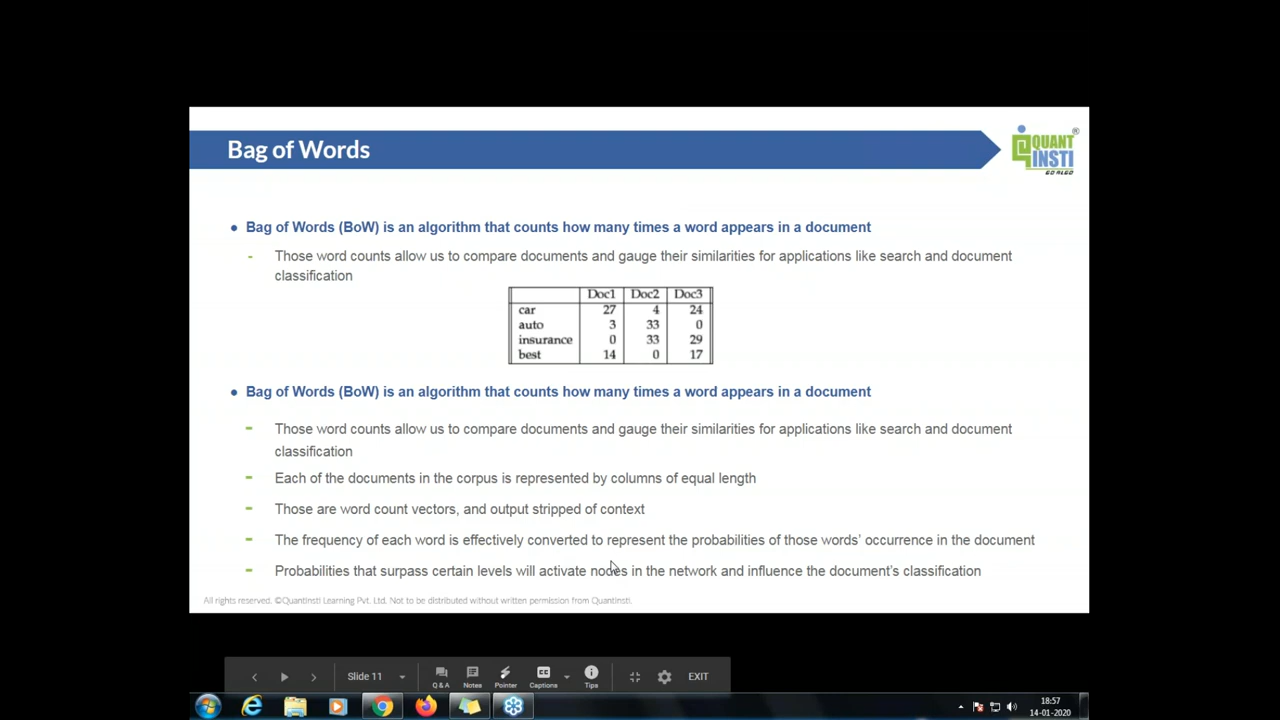 Bag of Words
QUANT
INSTI
GO ALGO
Bag of Words (BoW) is an algorithm that counts how many times a word appears in a document
Those word counts allow us to compare documents and gauge their similarities for applications like search and document
classification
Doc1 Doc2 Doc3
car 27 4 24
auto 3 33 0
insurance 0 33 29
best 14 0 17
Bag of Words (BoW) is an algorithm that counts how many times a word appears in a document
Those word counts allow us to compare documents and gauge their similarities for applications like search and document
classification
Each of the documents in the corpus is represented by columns of equal length
Those are word count vectors, and output stripped of context
The frequency of each word is effectively converted to represent the probabilities of those words' occurrence in the document
Probabilities that surpass certain levels will activate nodes in the network and influence the document's classification
All rights reserved. ©QuantInsti Learning Pvt. Ltd. Not to be distributed without written permission from QuantInsti.
Slide 11 Q & A Notes Pointer Captions Tips EXIT
18:57
14-01-2020